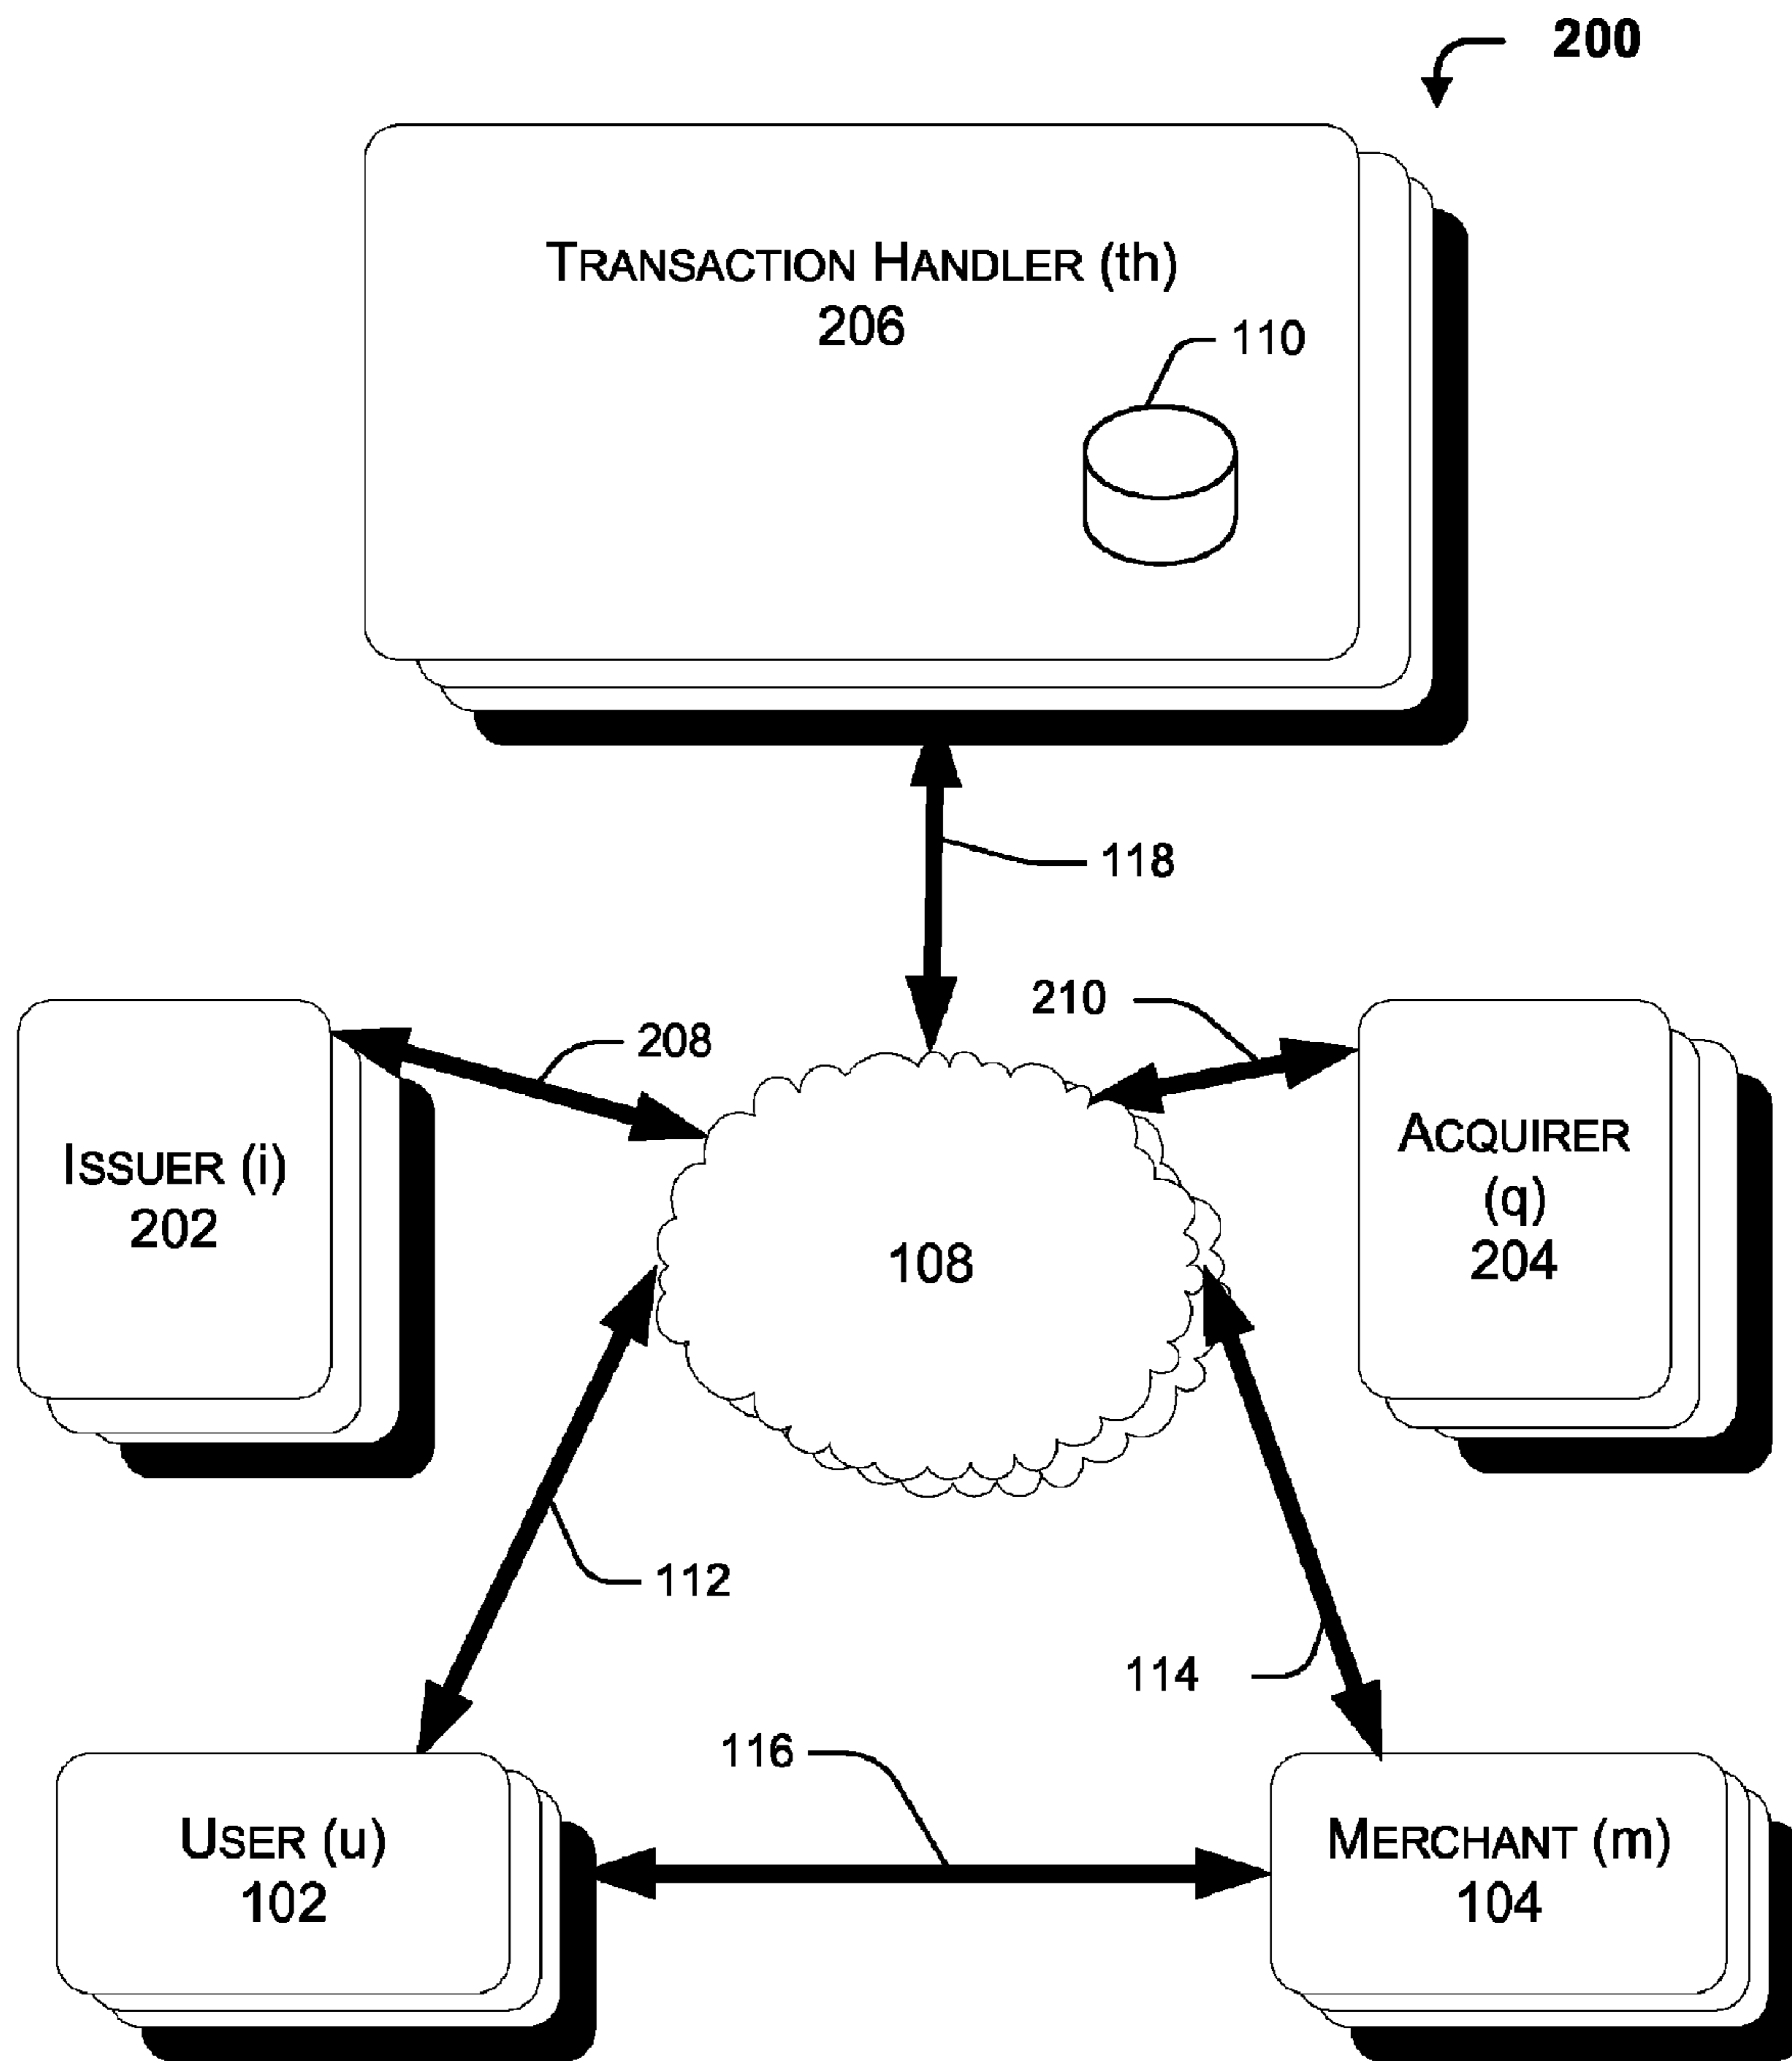 200
TRANSACTION HANDLER (th)
206
110
118
210
208
ISSUER (i)
202
ACQUIRER
(q)
204
108
112
114
116
USER (u)
102
MERCHANT (m)
104